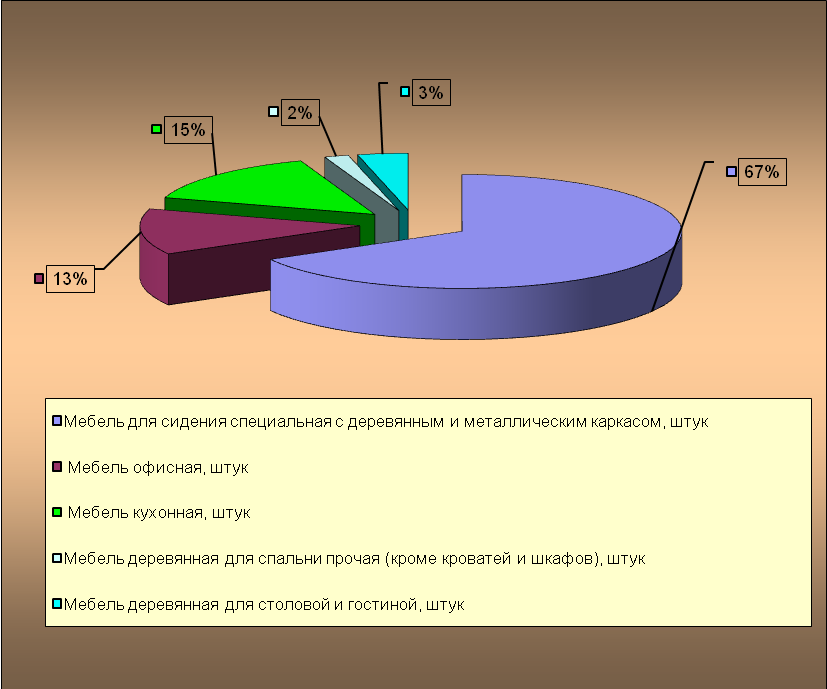 3%
2%
15%
67%
13%
Мебель для сидения специальная с деревянным и металлическим каркасом, штук
Мебель офисная, штук
Мебель кухонная, штук
Мебель деревянная для спальни прочая (кроме кроватей и шкафов), штук
Мебель деревянная для столовой и гостиной, штук